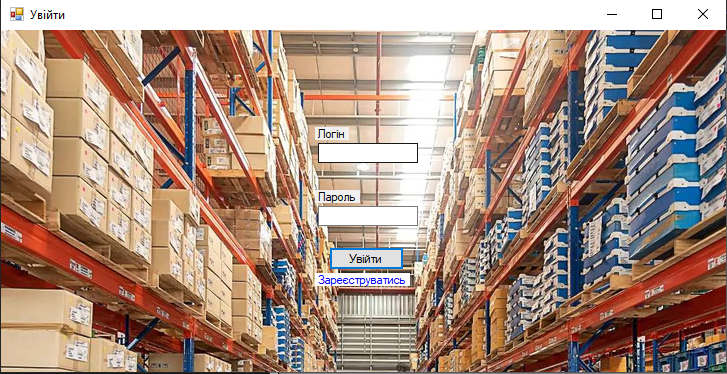 Увійти
Логін
Пароль
Увійти
Зареєструватись